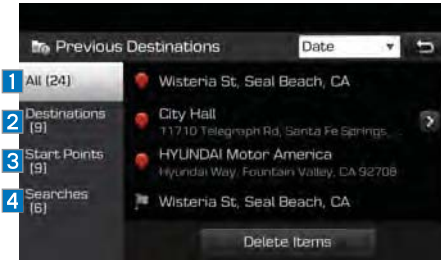 Previous Destinations
Date
1 All (24)
Wisteria St, Seal Beach, CA
2 Destinations
(9)
City Hall
11710 Telegraph Rd, Santa Fe Springs,
3 Start Points
(9)
HYUNDAI Motor America
Hyundai Way, Fountain Valley, CA 92708
4 Searches
(6)
Wisteria St, Seal Beach, CA
Delete Items